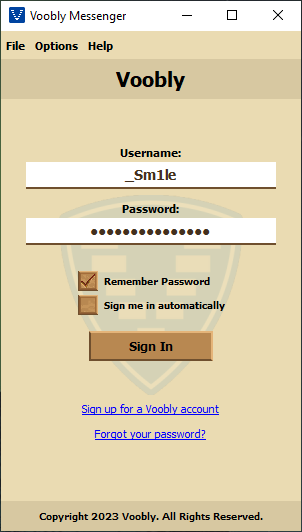 Voobly Messenger
File Options Help
Voobly
Username:
_Sm1le
Password:
●●●●●●●●●●●●●●●
Remember Password
Sign me in automatically
Sign In
Sign up for a Voobly account
Forgot your password?
Copyright 2023 Voobly. All Rights Reserved.